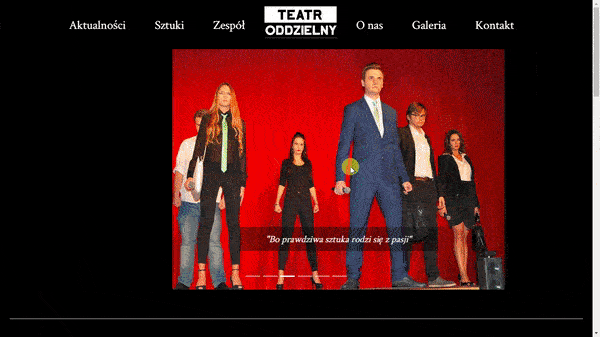 Aktualności Sztuki Zespół TEATR ODDZIELNY O nas Galeria Kontakt
"Bo prawdziwa sztuka rodzi się z pasji"